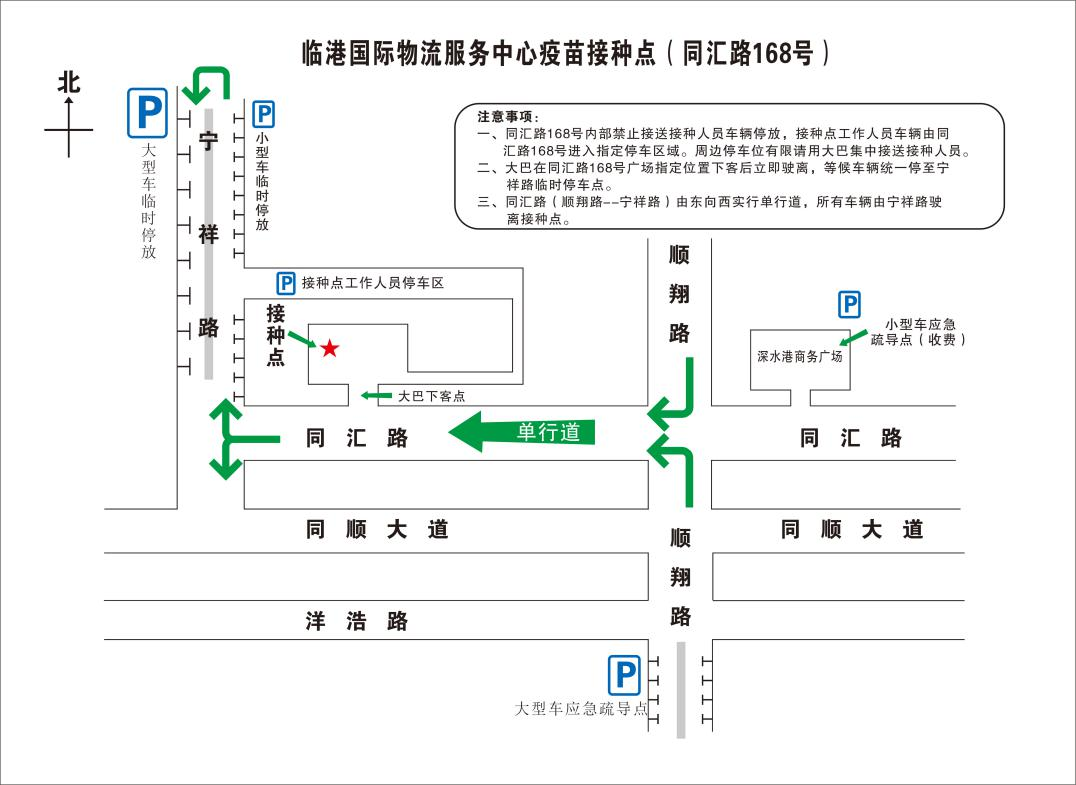 临港国际物流服务中心疫苗接种点（同汇路168号）
北
P
大型车临时停放
宁祥路
P
小型车临时停放
注意事项：
一、同汇路168号内部禁止接送接种人员车辆停放，接种点工作人员车辆由同
汇路168号进入指定停车区域。周边停车位有限请用大巴集中接送接种人员。
二、大巴在同汇路168号广场指定位置下客后立即驶离，等候车辆统一停至宁
祥路临时停车点。
三、同汇路（顺翔路--宁祥路）由东向西实行单行道，所有车辆由宁祥路驶
离接种点。
P 接种点工作人员停车区
接种点
顺翔路
P
小型车应急
疏导点（收费）
深水港商务广场
大巴下客点
同汇路
单行道
同汇路
同顺大道
顺翔路
同顺大道
洋浩路
P
大型车应急疏导点